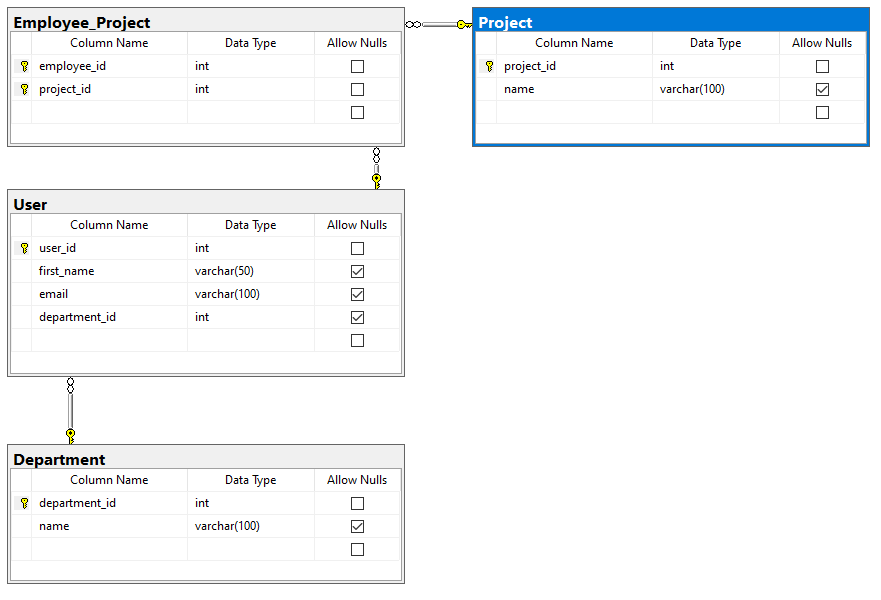 Employee_Project
Column Name Data Type Allow Nulls
employee_id int
project_id int
Project
Column Name Data Type Allow Nulls
project_id int
name varchar(100)
User
Column Name Data Type Allow Nulls
user_id int
first_name varchar(50)
email varchar(100)
department_id int
Department
Column Name Data Type Allow Nulls
department_id int
name varchar(100)